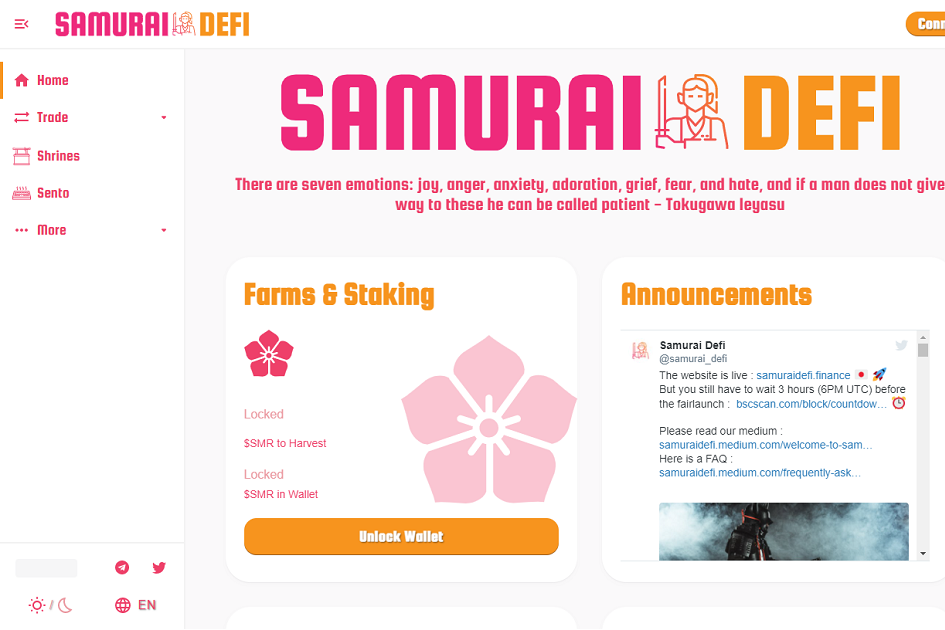 SAMURAI DEFI
Home
Trade
Shrines
Sento
More
EN
SAMURAI DEFI
There are seven emotions: joy, anger, anxiety, adoration, grief, fear, and hate, and if a man does not give
way to these he can be called patient - Tokugawa Ieyasu
Farms & Staking
Locked
$SMR to Harvest
Locked
$SMR in Wallet
Unlock Wallet
Announcements
Samurai Defi
@samurai_defi
The website is live : samuraidefi.finance 🇯🇵 🚀
But you still have to wait 3 hours (6PM UTC) before
the fairlaunch : bscscan.com/block/countdow… ⏰
Please read our medium :
samuraidefi.medium.com/welcome-to-sam…
Here is a FAQ :
samuraidefi.medium.com/frequently-ask…